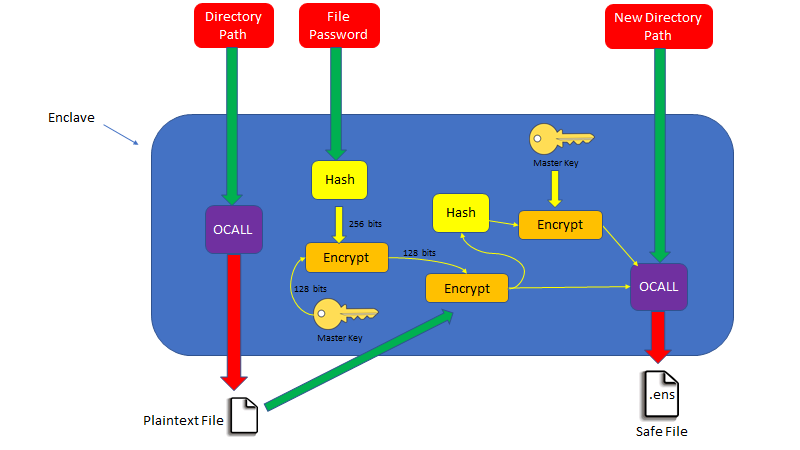 Directory
Path
File
Password
New Directory
Path
Enclave
Master Key
Hash
Hash
OCALL
256 bits
Encrypt
Encrypt
128 bits
Encrypt
OCALL
128 bits
Master Key
Plaintext File
.ens
Safe File